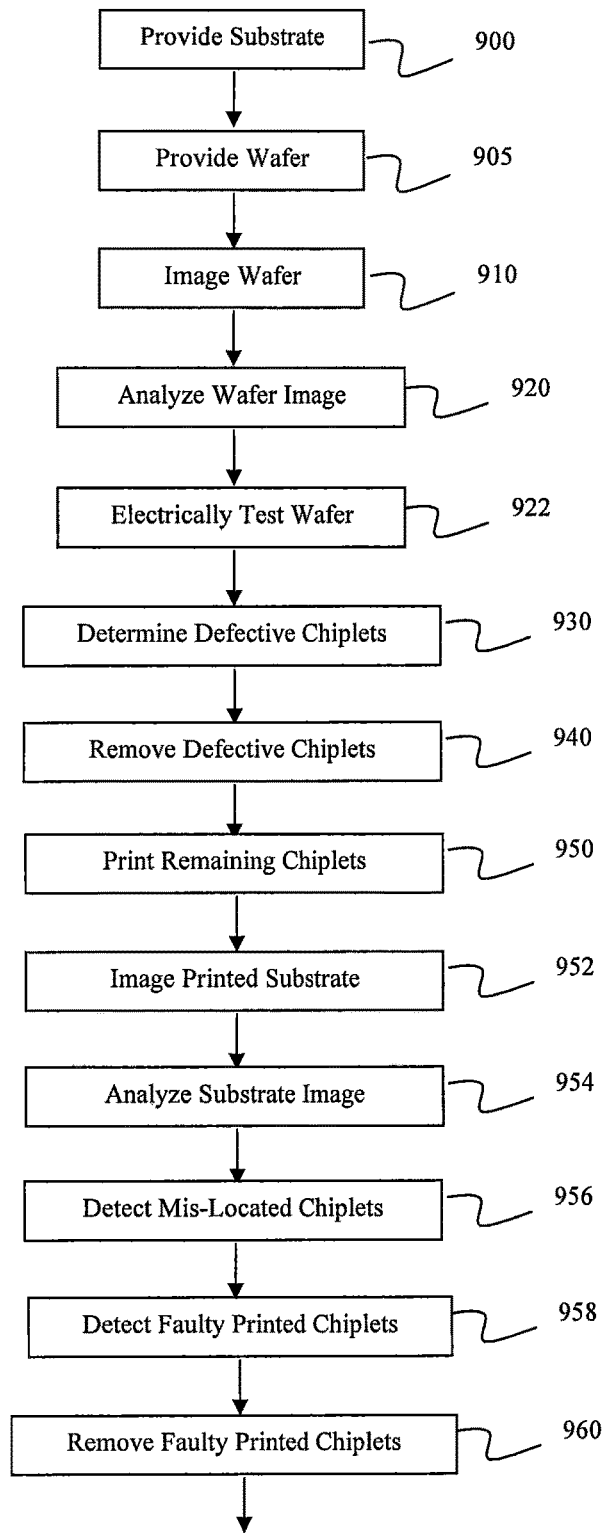 Provide Substrate 900
Provide Wafer 905
Image Wafer 910
Analyze Wafer Image 920
Electrically Test Wafer 922
Determine Defective Chiplets 930
Remove Defective Chiplets 940
Print Remaining Chiplets 950
Image Printed Substrate 952
Analyze Substrate Image 954
Detect Mis-Located Chiplets 956
Detect Faulty Printed Chiplets 958
Remove Faulty Printed Chiplets 960